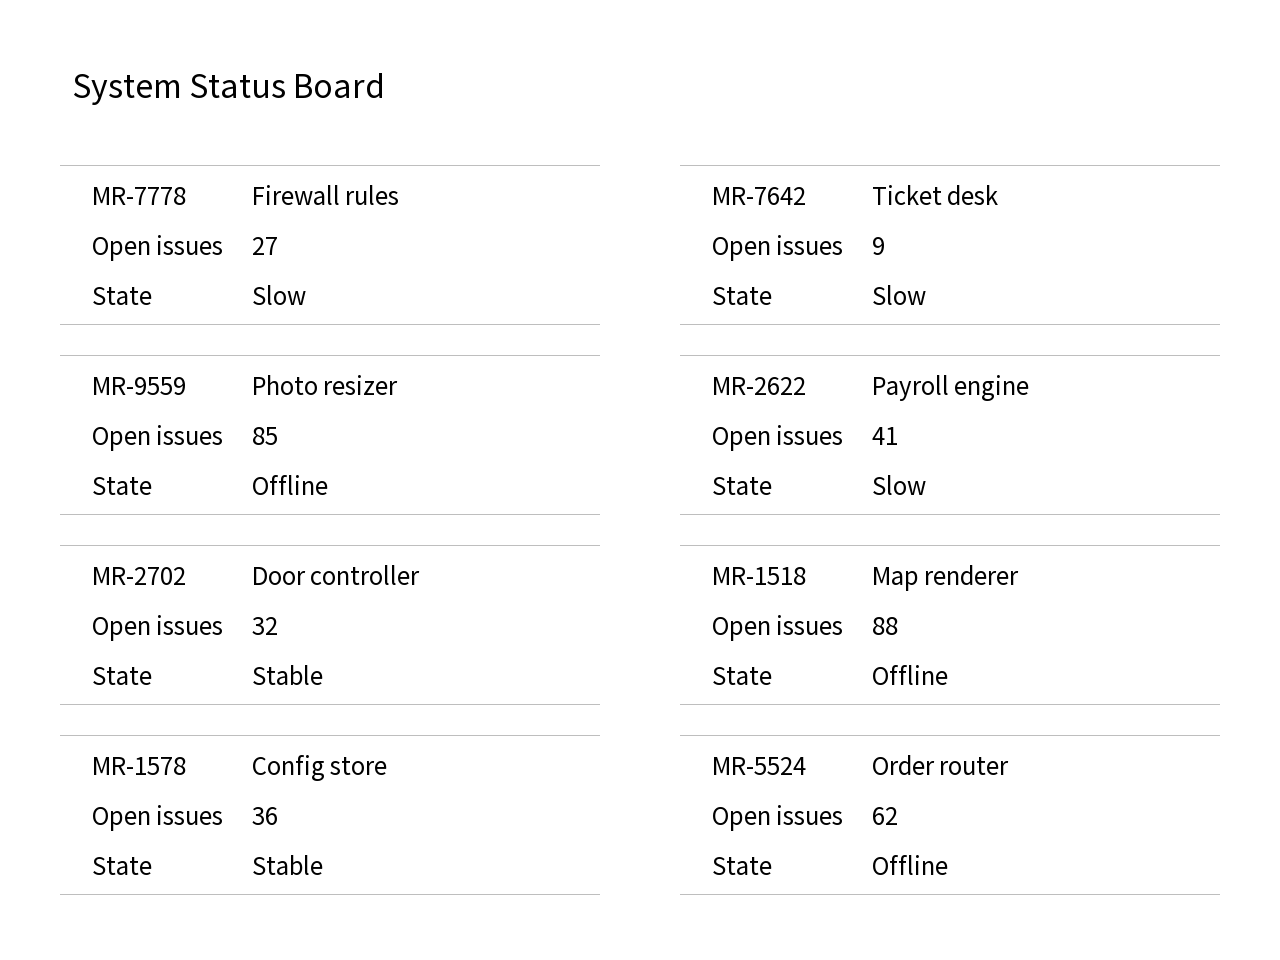 System Status Board
MR-7778 Firewall rules
Open issues 27
State Slow
MR-7642 Ticket desk
Open issues 9
State Slow
MR-9559 Photo resizer
Open issues 85
State Offline
MR-2622 Payroll engine
Open issues 41
State Slow
MR-2702 Door controller
Open issues 32
State Stable
MR-1518 Map renderer
Open issues 88
State Offline
MR-1578 Config store
Open issues 36
State Stable
MR-5524 Order router
Open issues 62
State Offline